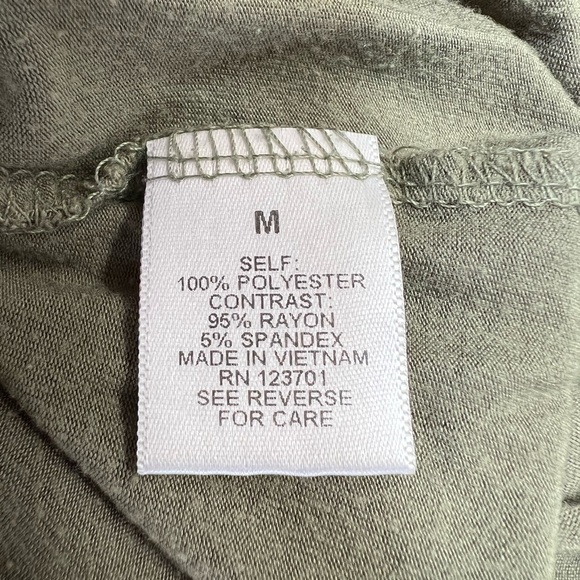 M
SELF:
100% POLYESTER
CONTRAST:
95% RAYON
5% SPANDEX
MADE IN VIETNAM
RN 123701
SEE REVERSE
FOR CARE